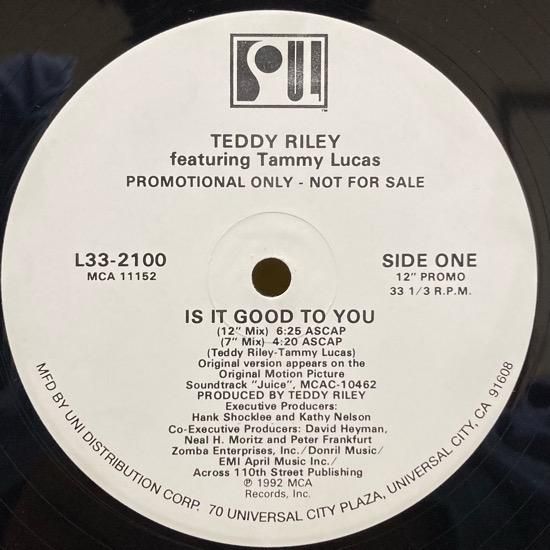 SOUL
TEDDY RILEY
featuring Tammy Lucas
PROMOTIONAL ONLY - NOT FOR SALE
L33-2100
MCA 11152
SIDE ONE
12" PROMO
33 1/3 R.P.M.
IS IT GOOD TO YOU
(12" Mix) 6:25 ASCAP
(7" Mix) 4:20 ASCAP
(Teddy Riley-Tammy Lucas)
Original version appears on the
Original Motion Picture
Soundtrack "Juice", MCAC-10462
PRODUCED BY TEDDY RILEY
Executive Producers:
Hank Shocklee and Kathy Nelson
Co-Executive Producers: David Heyman,
Neal H. Moritz and Peter Frankfurt
Zomba Enterprises, Inc./Donril Music/
EMI April Music Inc./
Across 110th Street Publishing
℗ 1992 MCA
Records, Inc.
MFD BY UNI DISTRIBUTION CORP. 70 UNIVERSAL CITY PLAZA, UNIVERSAL CITY, CA 91608